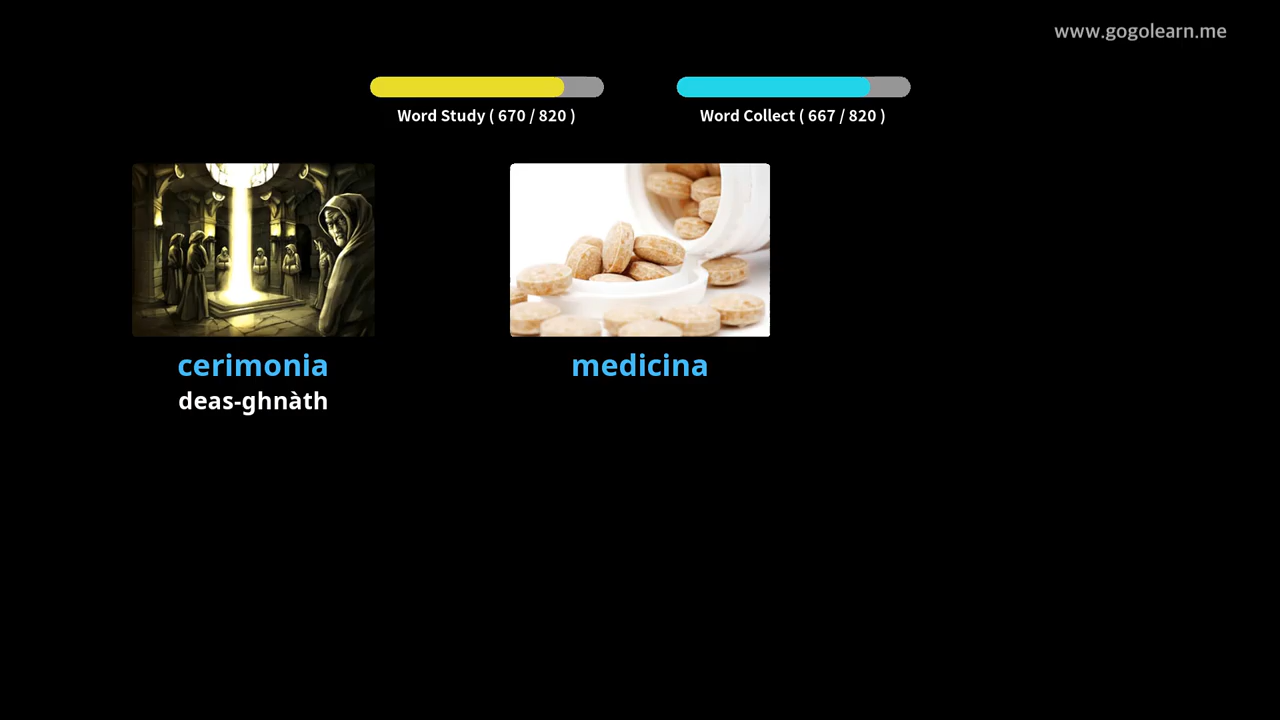 www.gogolearn.me
Word Study ( 670 / 820 )
Word Collect ( 667 / 820 )
cerimonia
deas-ghnàth
medicina